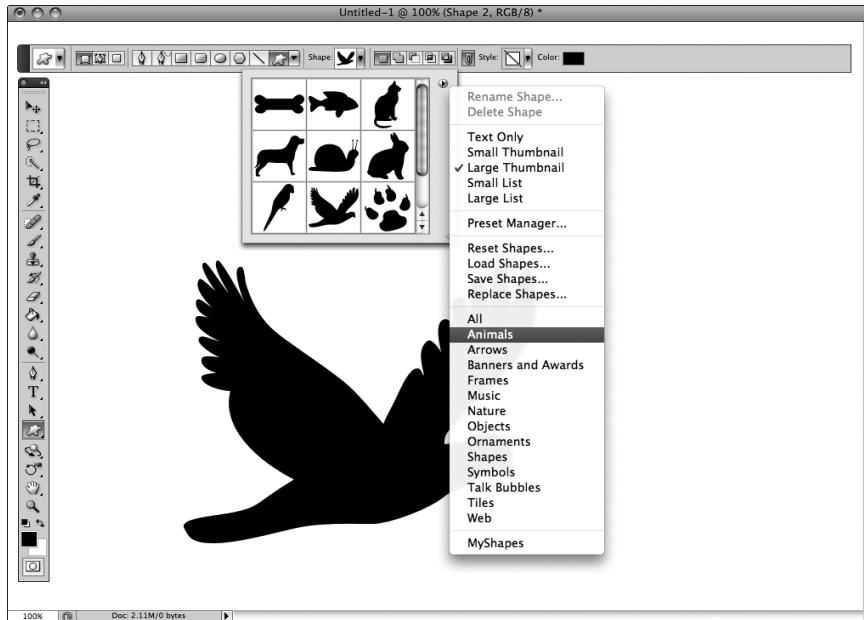 Untitled-1 @ 100% (Shape 2, RGB/8) *
Shape: Style: Color:
Rename Shape...
Delete Shape
Text Only
Small Thumbnail
✓ Large Thumbnail
Small List
Large List
Preset Manager...
Reset Shapes...
Load Shapes...
Save Shapes...
Replace Shapes...
All
Animals
Arrows
Banners and Awards
Frames
Music
Nature
Objects
Ornaments
Shapes
Symbols
Talk Bubbles
Tiles
Web
MyShapes
T
100% Doc: 2.11M/0 bytes